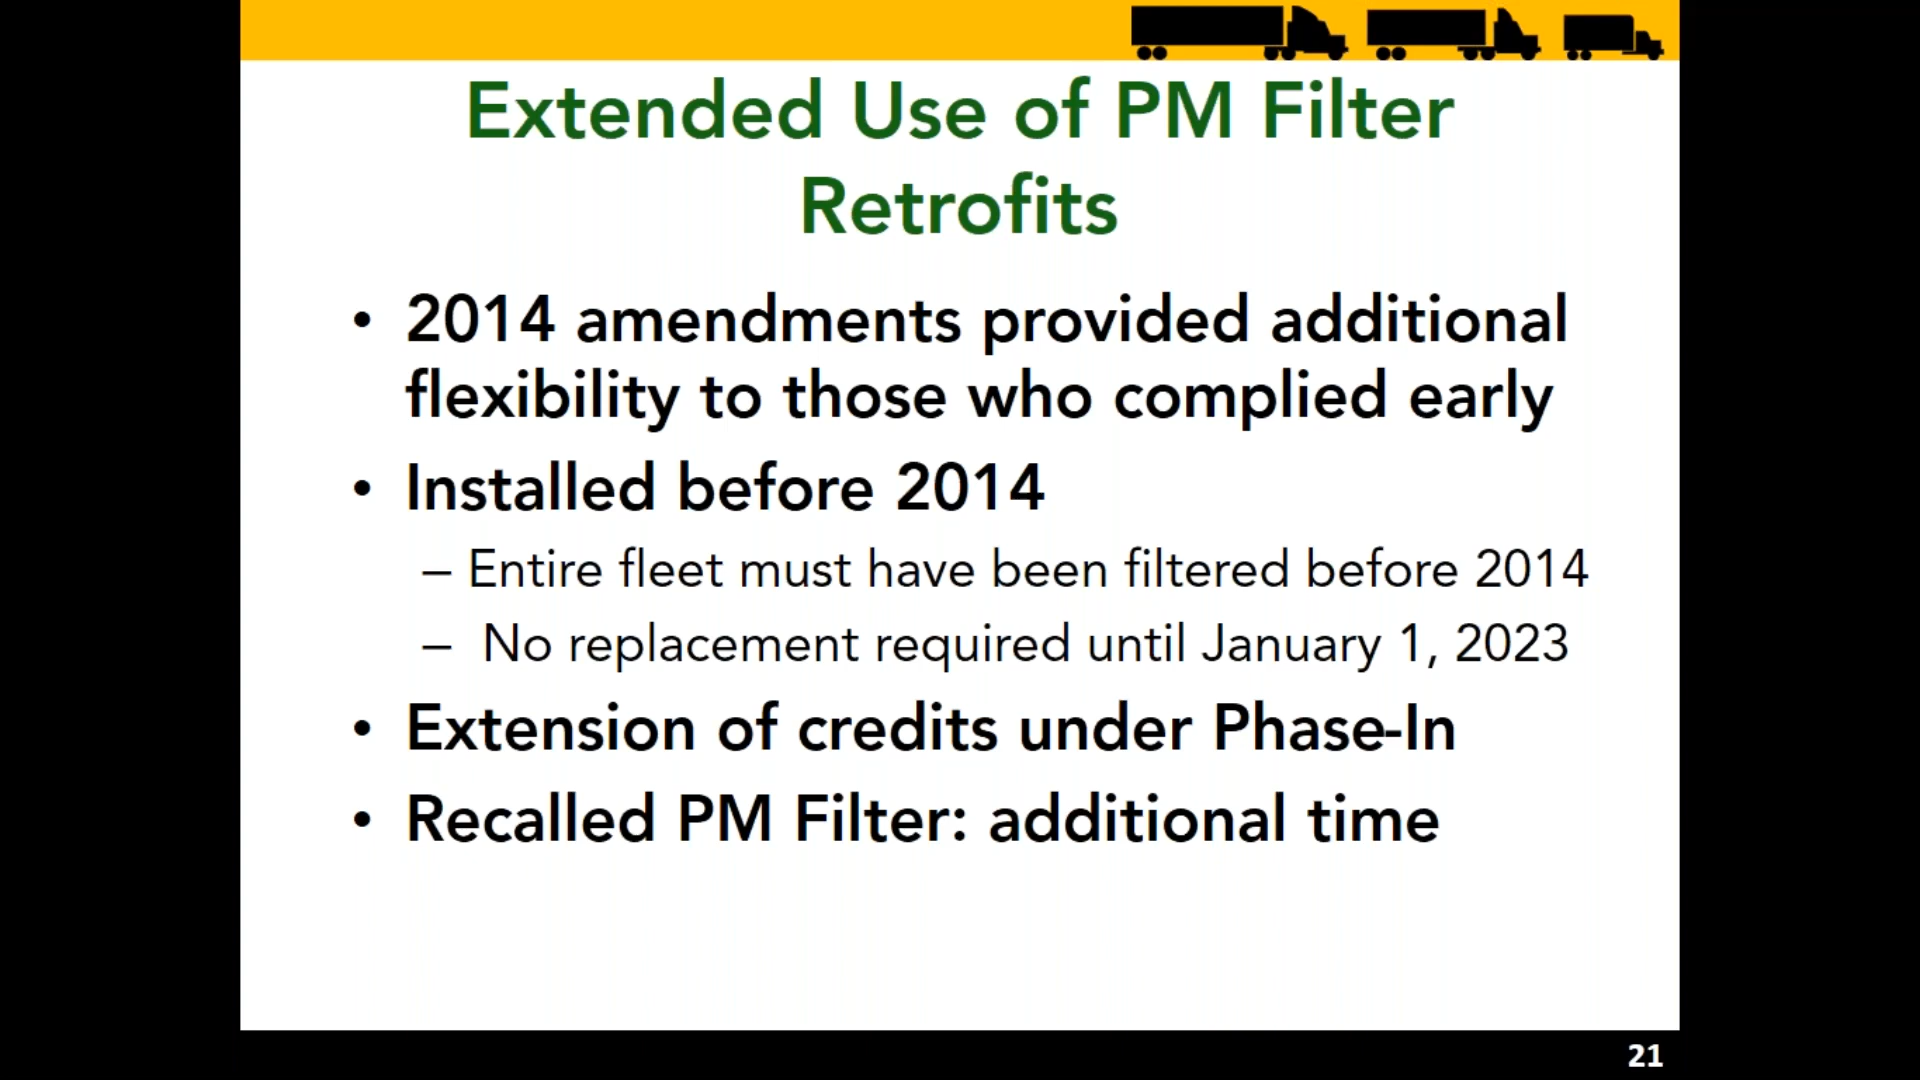 Extended Use of PM Filter
Retrofits
• 2014 amendments provided additional
flexibility to those who complied early
• Installed before 2014
– Entire fleet must have been filtered before 2014
– No replacement required until January 1, 2023
• Extension of credits under Phase-In
• Recalled PM Filter: additional time
21